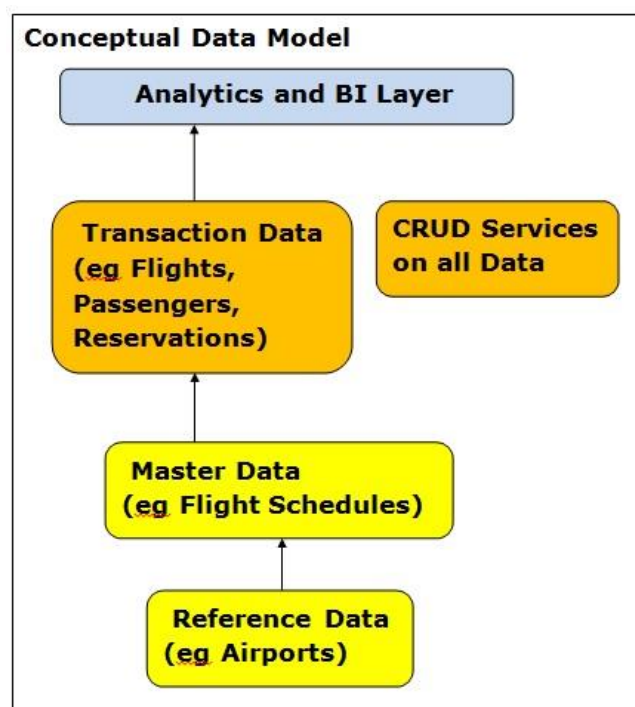 Conceptual Data Model
Analytics and BI Layer
Transaction Data
(eg Flights,
Passengers,
Reservations)
CRUD Services
on all Data
Master Data
(eg Flight Schedules)
Reference Data
(eg Airports)